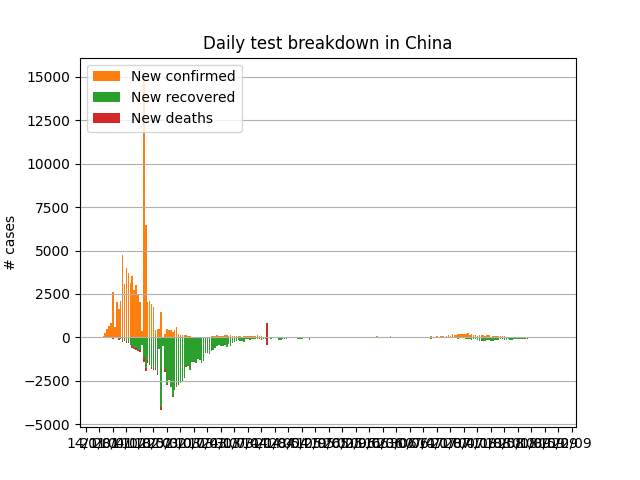 Daily test breakdown in China
New confirmed
New recovered
New deaths
15000
12500
10000
7500
5000
2500
0
−2500
−5000
# cases